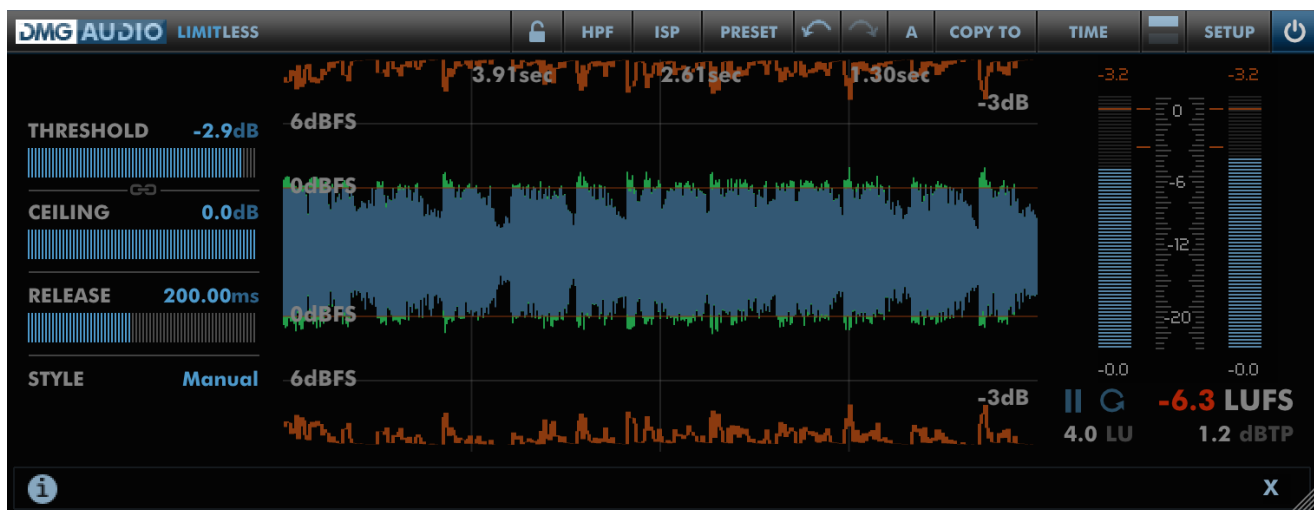 DMG AUDIO LIMITLESS HPF ISP PRESET A COPY TO TIME SETUP
3.91sec 2.61sec 1.30sec -3.2 -3.2
-3dB
6dBFS
0
THRESHOLD -2.9dB
0dBFS
-6
CEILING 0.0dB
-12
RELEASE 200.00ms
0dBFS
-20
STYLE Manual
6dBFS
-0.0 -0.0
-3dB
-6.3 LUFS
4.0 LU 1.2 dBTP
i X